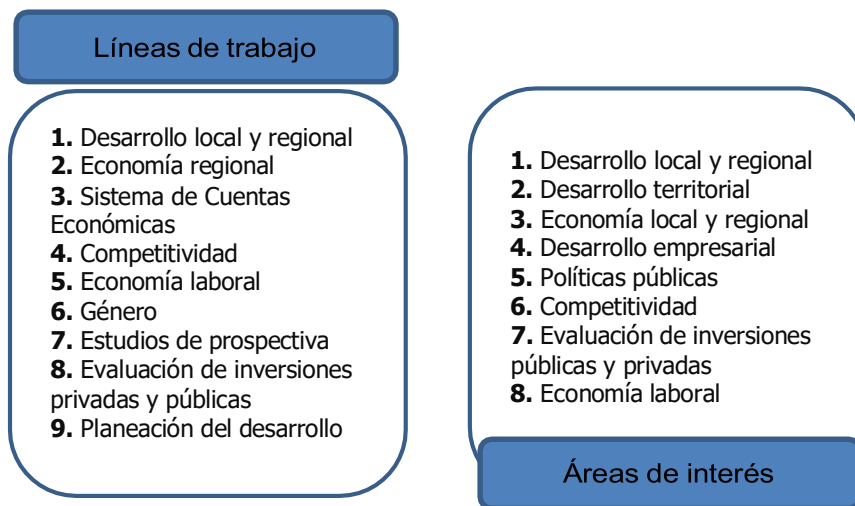 Líneas de trabajo
1. Desarrollo local y regional
2. Economía regional
3. Sistema de Cuentas
Económicas
4. Competitividad
5. Economía laboral
6. Género
7. Estudios de prospectiva
8. Evaluación de inversiones
privadas y públicas
9. Planeación del desarrollo
1. Desarrollo local y regional
2. Desarrollo territorial
3. Economía local y regional
4. Desarrollo empresarial
5. Políticas públicas
6. Competitividad
7. Evaluación de inversiones
públicas y privadas
8. Economía laboral
Áreas de interés